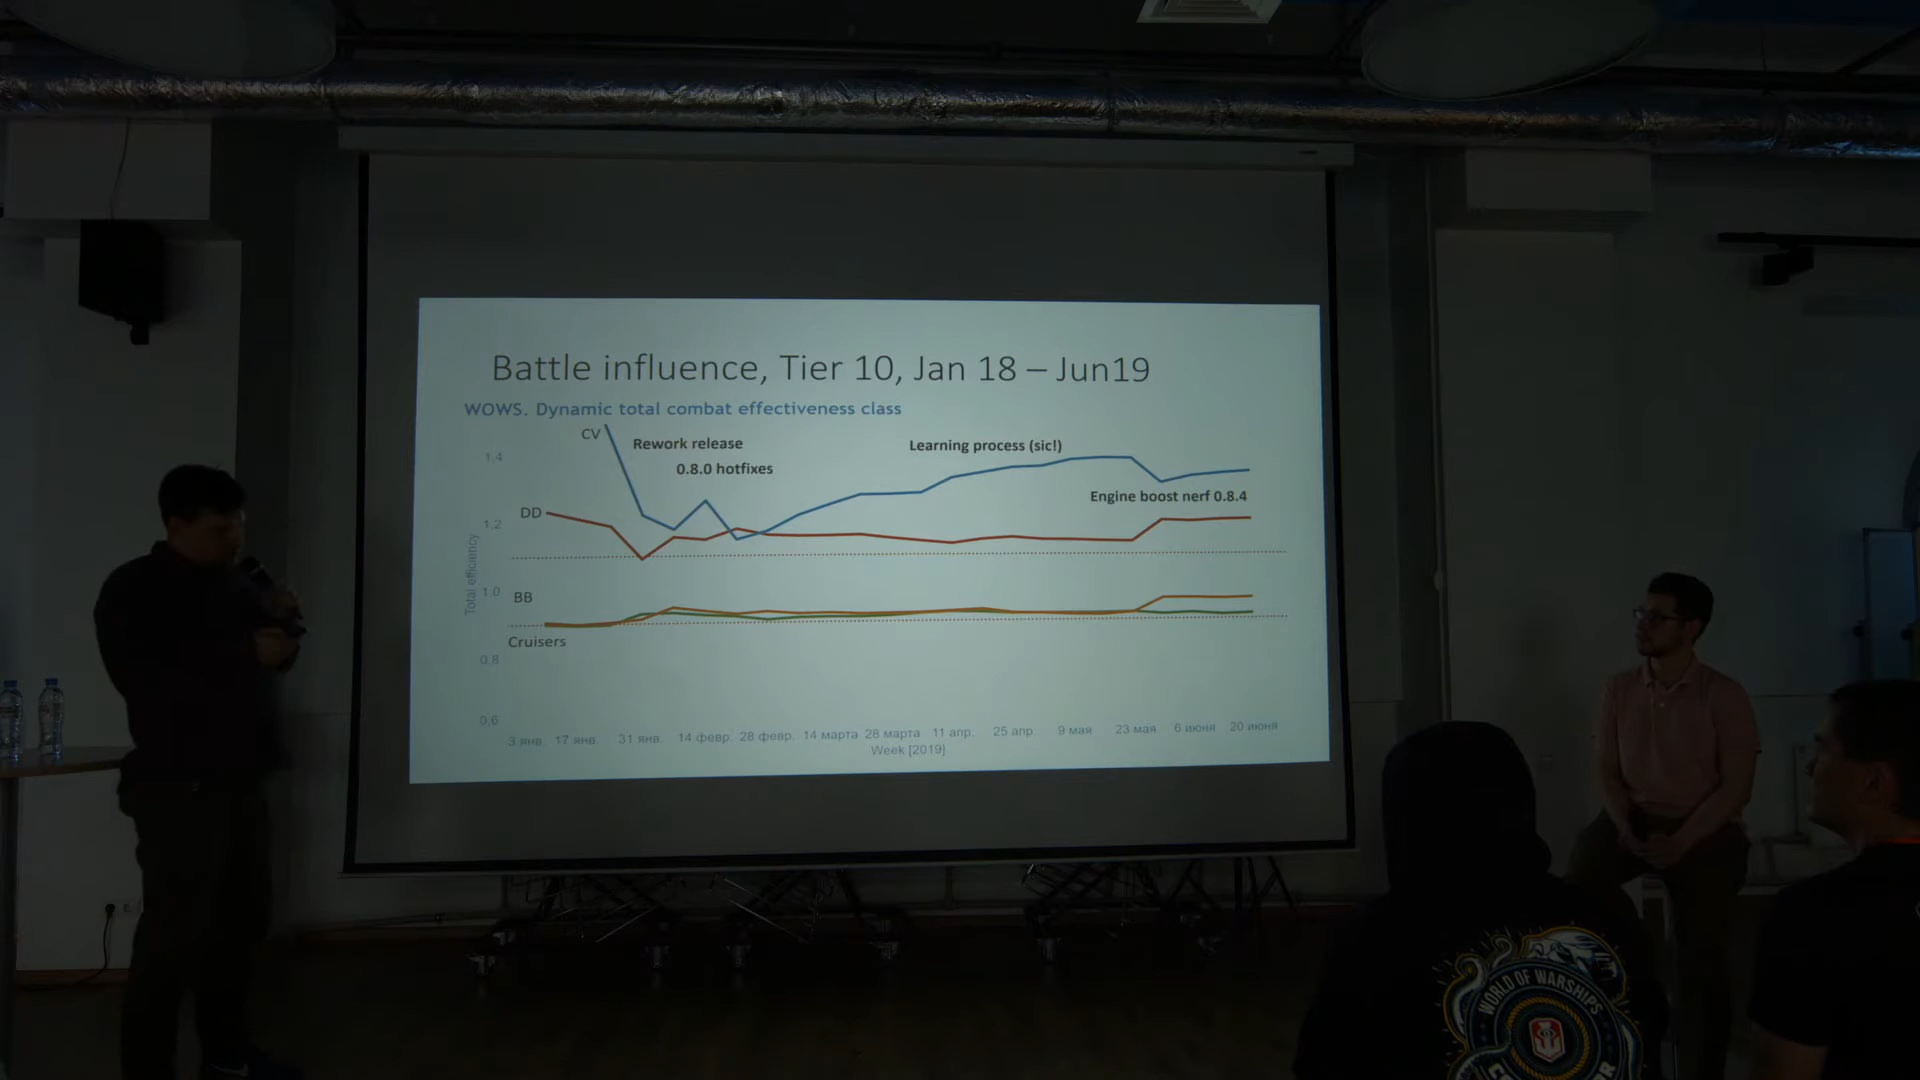 Battle influence, Tier 10, Jan 18 – Jun19
WOWS. Dynamic total combat effectiveness class
CV
Rework release
0.8.0 hotfixes
Learning process (sic!)
Engine boost nerf 0.8.4
DD
BB
Cruisers
Total efficiency
1.4
1.2
1.0
0.8
0.6
3 янв. 17 янв. 31 янв. 14 февр. 28 февр. 14 марта 28 марта 11 апр. 25 апр. 9 мая 23 мая 6 июня 20 июня
Week [2019]
WORLD OF WARSHIPS